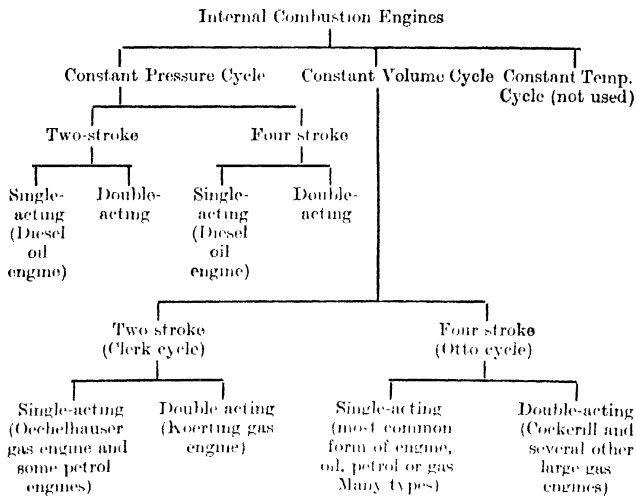 Internal Combustion Engines
Constant Pressure Cycle
Constant Volume Cycle
Constant Temp.
Cycle (not used)
Two-stroke
Four stroke
Single-
acting
(Diesel
oil
engine)
Double-
acting
Single-
acting
(Diesel
oil
engine)
Double-
acting
Two stroke
(Clerk cycle)
Four stroke
(Otto cycle)
Single-acting
(Oechelhauser
gas engine and
some petrol
engines)
Double acting
(Koerting gas
engine)
Single-acting
(most common
form of engine,
oil, petrol or gas
Many types)
Double-acting
(Cockerill and
several other
large gas
engines)